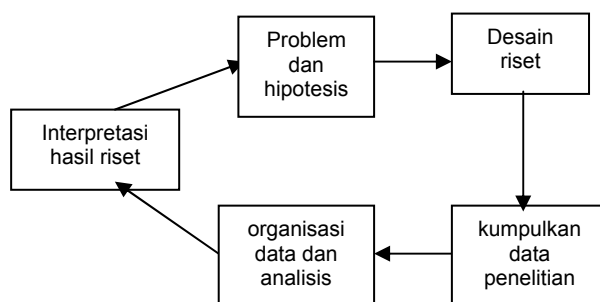 Problem
dan
hipotesis
Desain
riset
kumpulkan
data
penelitian
organisasi
data dan
analisis
Interpretasi
hasil riset